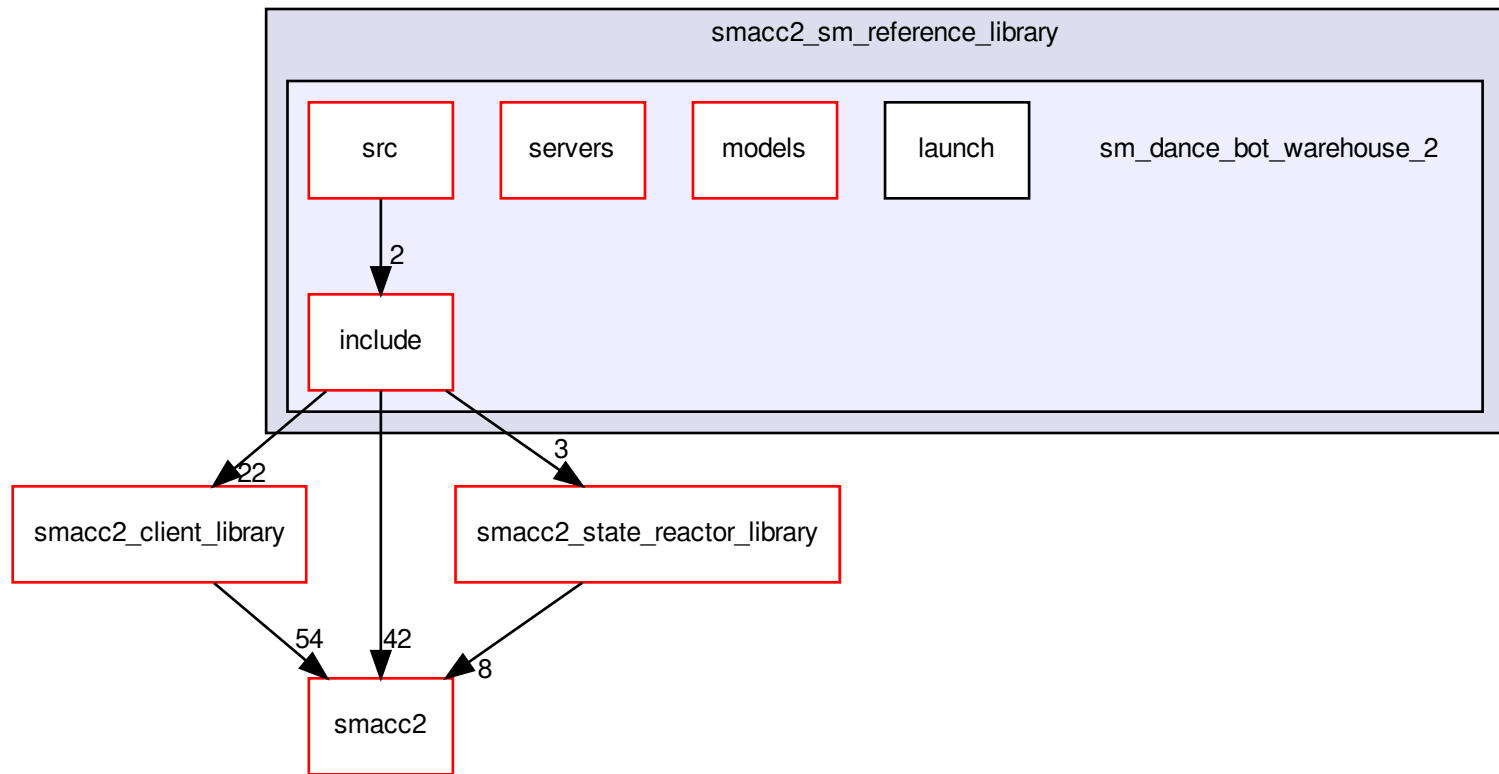 smacc2_sm_reference_library
src
servers
models
launch
sm_dance_bot_warehouse_2
2
include
22
3
smacc2_client_library
smacc2_state_reactor_library
54
42
8
smacc2